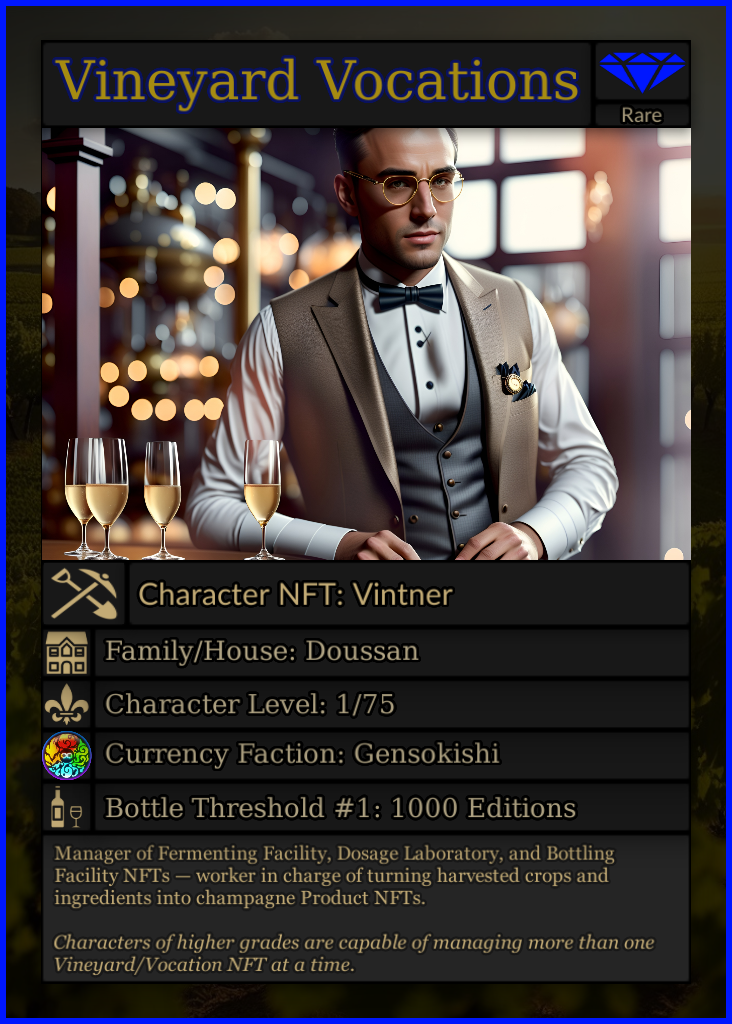 Vineyard Vocations
Rare
Character NFT: Vintner
Family/House: Doussan
Character Level: 1/75
Currency Faction: Gensokishi
Bottle Threshold #1: 1000 Editions
Manager of Fermenting Facility, Dosage Laboratory, and Bottling
Facility NFTs — worker in charge of turning harvested crops and
ingredients into champagne Product NFTs.
Characters of higher grades are capable of managing more than one
Vineyard/Vocation NFT at a time.